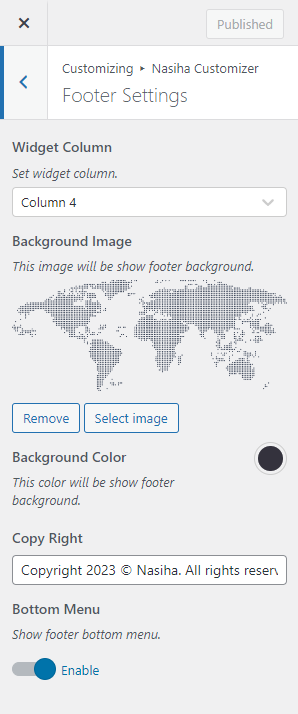 Published
Customizing ▸ Nasiha Customizer
Footer Settings
Widget Column
Set widget column.
Column 4
Background Image
This image will be show footer background.
Remove
Select image
Background Color
This color will be show footer
background.
Copy Right
Copyright 2023 © Nasiha. All rights reserv
Bottom Menu
Show footer bottom menu.
Enable